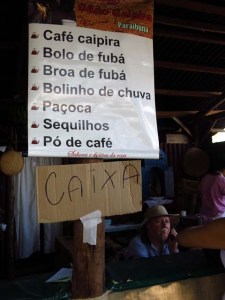 Paraibuna
Café caipira
Bolo de fubá
Broa de fubá
Bolinho de chuva
Paçoca
Sequilhos
Pó de café
CAIXA